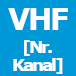 VHF
[Nr.
Kanal]